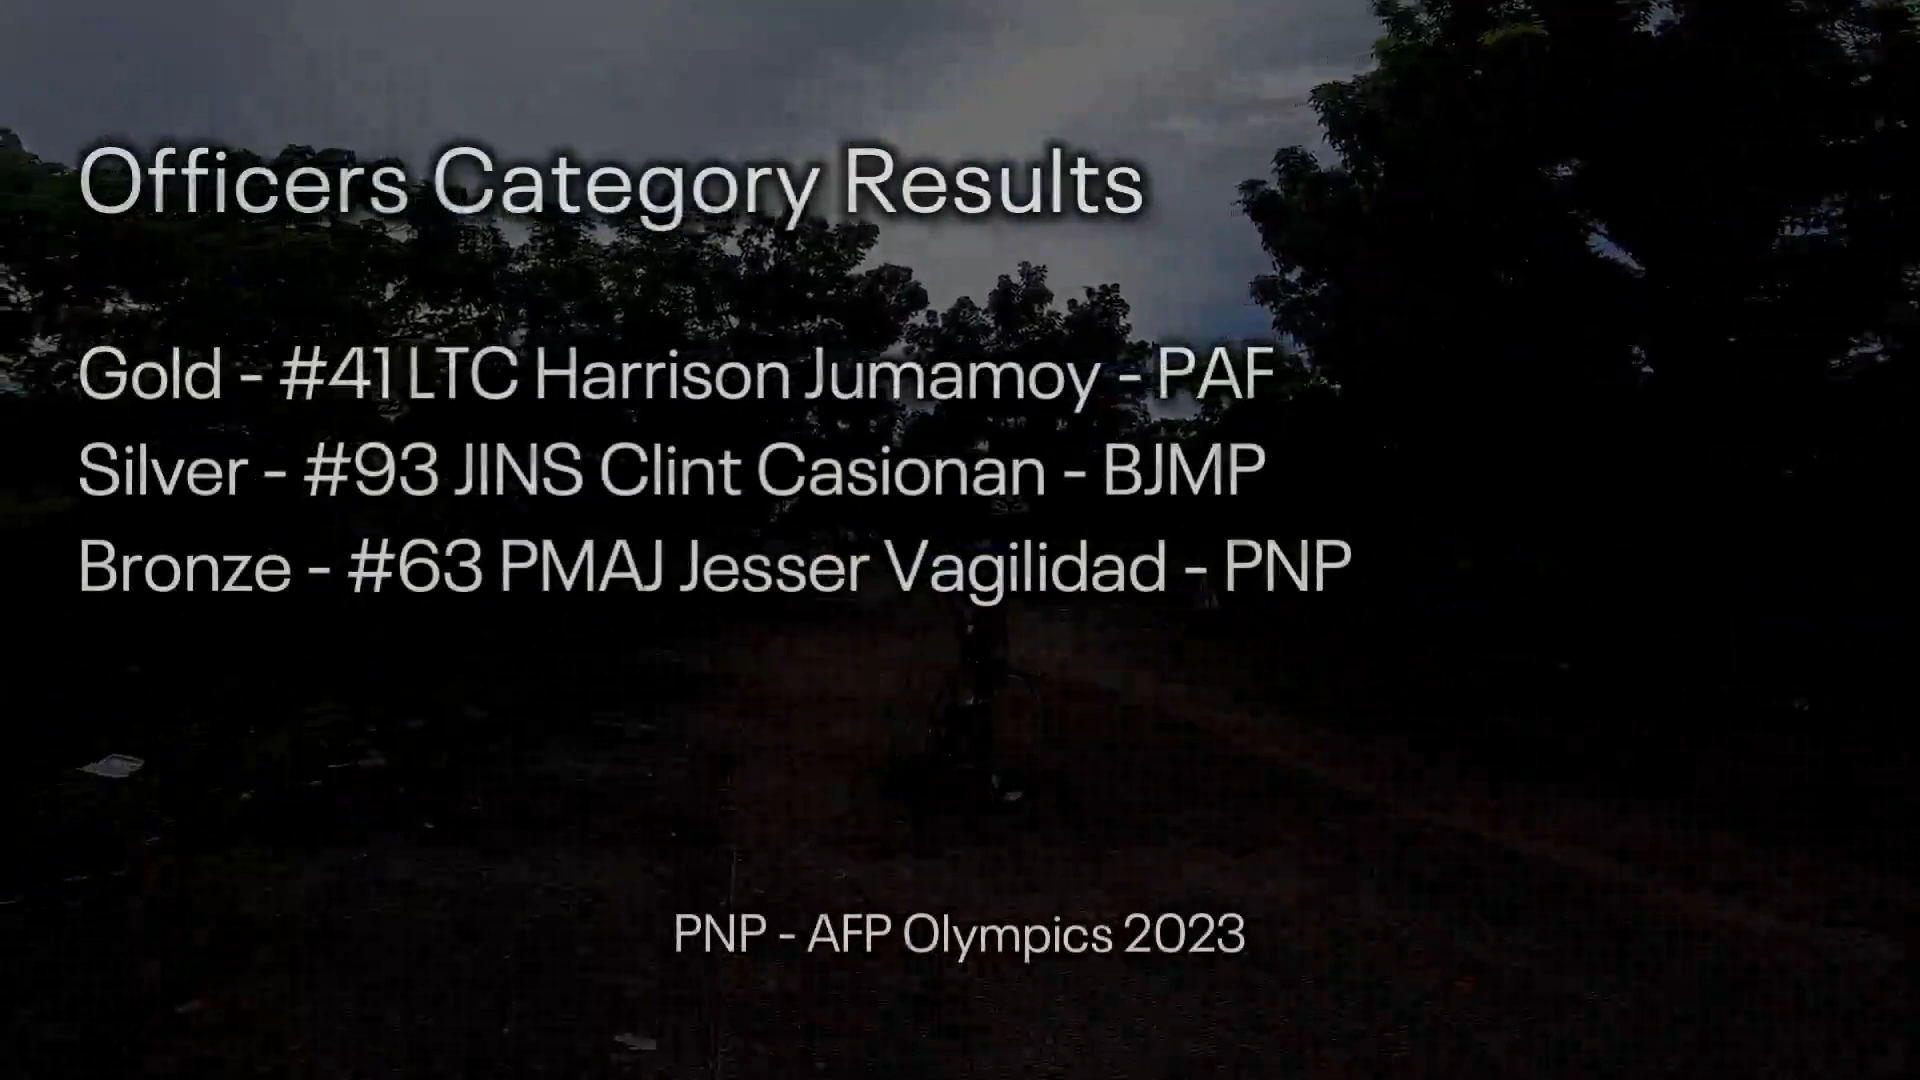 Officers Category Results
Gold - #41 LTC Harrison Jumamoy - PAF
Silver - #93 JINS Clint Casionan - BJMP
Bronze - #63 PMAJ Jesser Vagilidad - PNP
PNP - AFP Olympics 2023